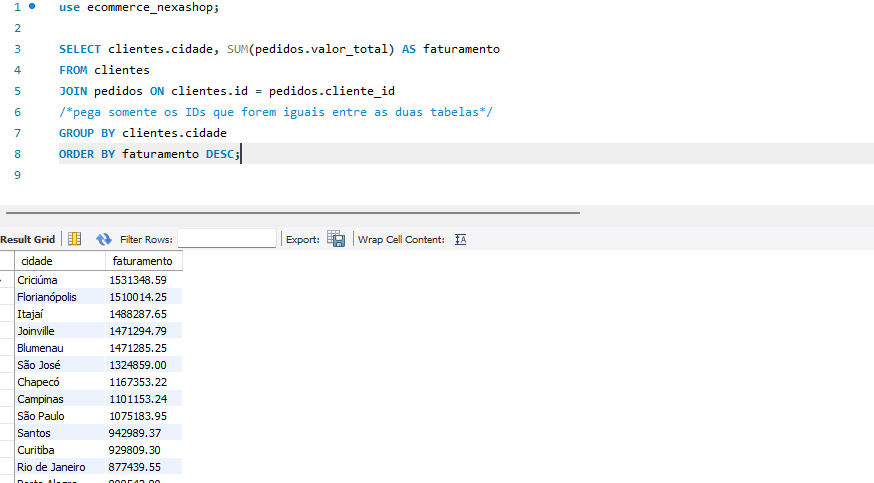 1 use ecommerce_nexashop;
2
3 SELECT clientes.cidade, SUM(pedidos.valor_total) AS faturamento
4 FROM clientes
5 JOIN pedidos ON clientes.id = pedidos.cliente_id
6 /*pega somente os IDs que forem iguais entre as duas tabelas*/
7 GROUP BY clientes.cidade
8 ORDER BY faturamento DESC;
9
Result Grid Filter Rows: Export: Wrap Cell Content:
cidade faturamento
Criciúma 1531348.59
Florianópolis 1510014.25
Itajaí 1488287.65
Joinville 1471294.79
Blumenau 1471285.25
São José 1324859.00
Chapecó 1167353.22
Campinas 1101153.24
São Paulo 1075183.95
Santos 942989.37
Curitiba 929809.30
Rio de Janeiro 877439.55